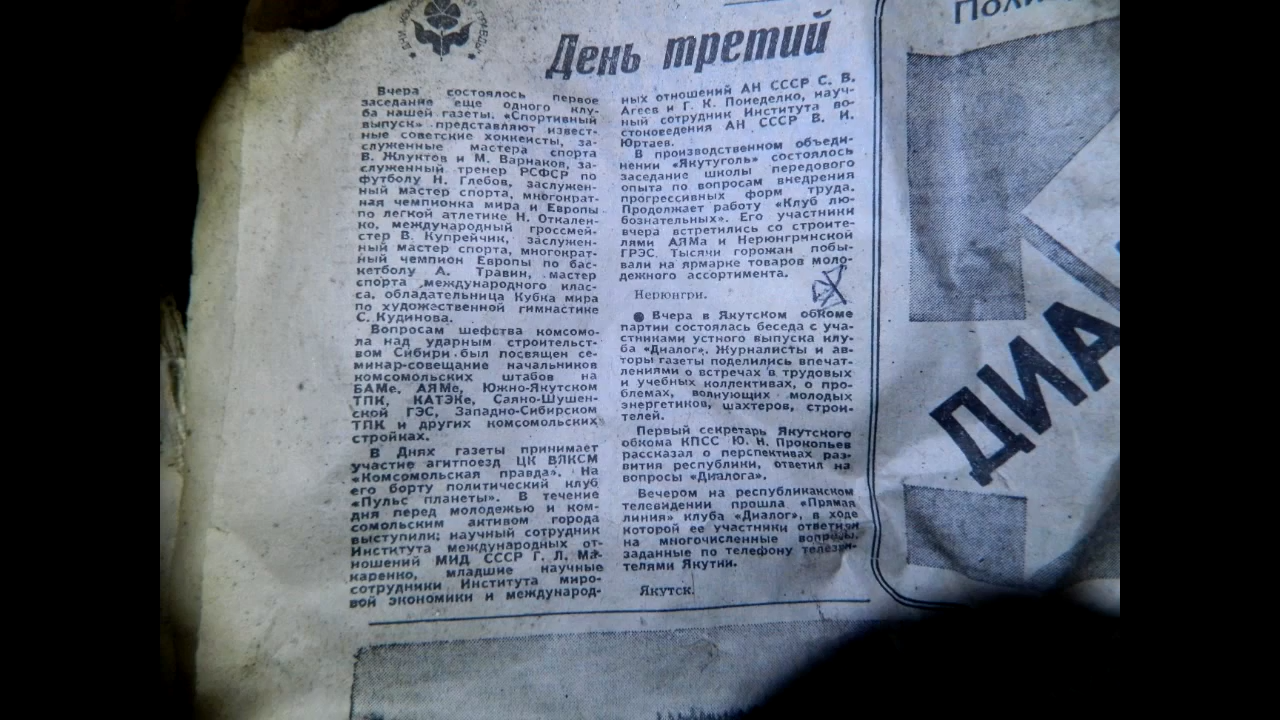 День третий
Вчера состоялось первое
заседание еще одного клу-
ба нашей газеты. «Спортивный
выпуск» представляют извест-
ные советские хоккеисты, за-
служенные мастера спорта
В. Жлуктов и М. Варнаков, за-
служенный тренер РСФСР по
футболу Н. Глебов, заслужен-
ный мастер спорта, многократ-
ная чемпионка мира и Европы
по легкой атлетике Н. Откален-
ко, международный гроссмей-
стер В. Купрейчик, заслужен-
ный мастер спорта, многократ-
ный чемпион Европы по бас-
кетболу А. Травин, мастер
спорта международного клас-
са, обладательница Кубка мира
по художественной гимнастике
С. Кудинова.
Вопросам шефства комсомо-
ла над ударным строительст-
вом Сибири был посвящен се-
минар-совещание начальников
комсомольских штабов на
БАМе, АЯМе, Южно-Якутском
ТПК, КАТЭКе, Саяно-Шушен-
ской ГЭС, Западно-Сибирском
ТПК и других комсомольских
стройках.
В Днях газеты принимает
участие агитпоезд ЦК ВЛКСМ
«Комсомольская правда». На
его борту политический клуб
«Пульс планеты». В течение
дня перед молодежью и ком-
сомольским активом города
выступили: научный сотрудник
Института международных от-
ношений МИД СССР Г. Л. Ма-
каренко, младшие научные
сотрудники Института миро-
вой экономики и международ-
ных отношений АН СССР С. В.
Агеев и Г. К. Понеделко, науч-
ный сотрудник Института во-
стоковедения АН СССР В. И.
Юртаев.
В производственном объеди-
нении «Якутуголь» состоялось
заседание школы передового
опыта по вопросам внедрения
прогрессивных форм труда.
Продолжает работу «Клуб лю-
бознательных». Его участники
вчера встретились со строите-
лями АЯМа и Нерюнгринской
ГРЭС. Тысячи горожан побы-
вали на ярмарке товаров моло-
дежного ассортимента.
Нерюнгри.
● Вчера в Якутском обкоме
партии состоялась беседа с уча-
стниками устного выпуска клу-
ба «Диалог». Журналисты и ав-
торы газеты поделились впечат-
лениями о встречах в трудовых
и учебных коллективах, о про-
блемах, волнующих молодых
энергетиков, шахтеров, строи-
телей.
Первый секретарь Якутского
обкома КПСС Ю. Н. Прокопьев
рассказал о перспективах раз-
вития республики, ответил на
вопросы «Диалога».
Вечером на республиканском
телевидении прошла «Прямая
линия» клуба «Диалог», в ходе
которой ее участники ответили
на многочисленные вопросы,
заданные по телефону телезри-
телями Якутии.
Якутск.